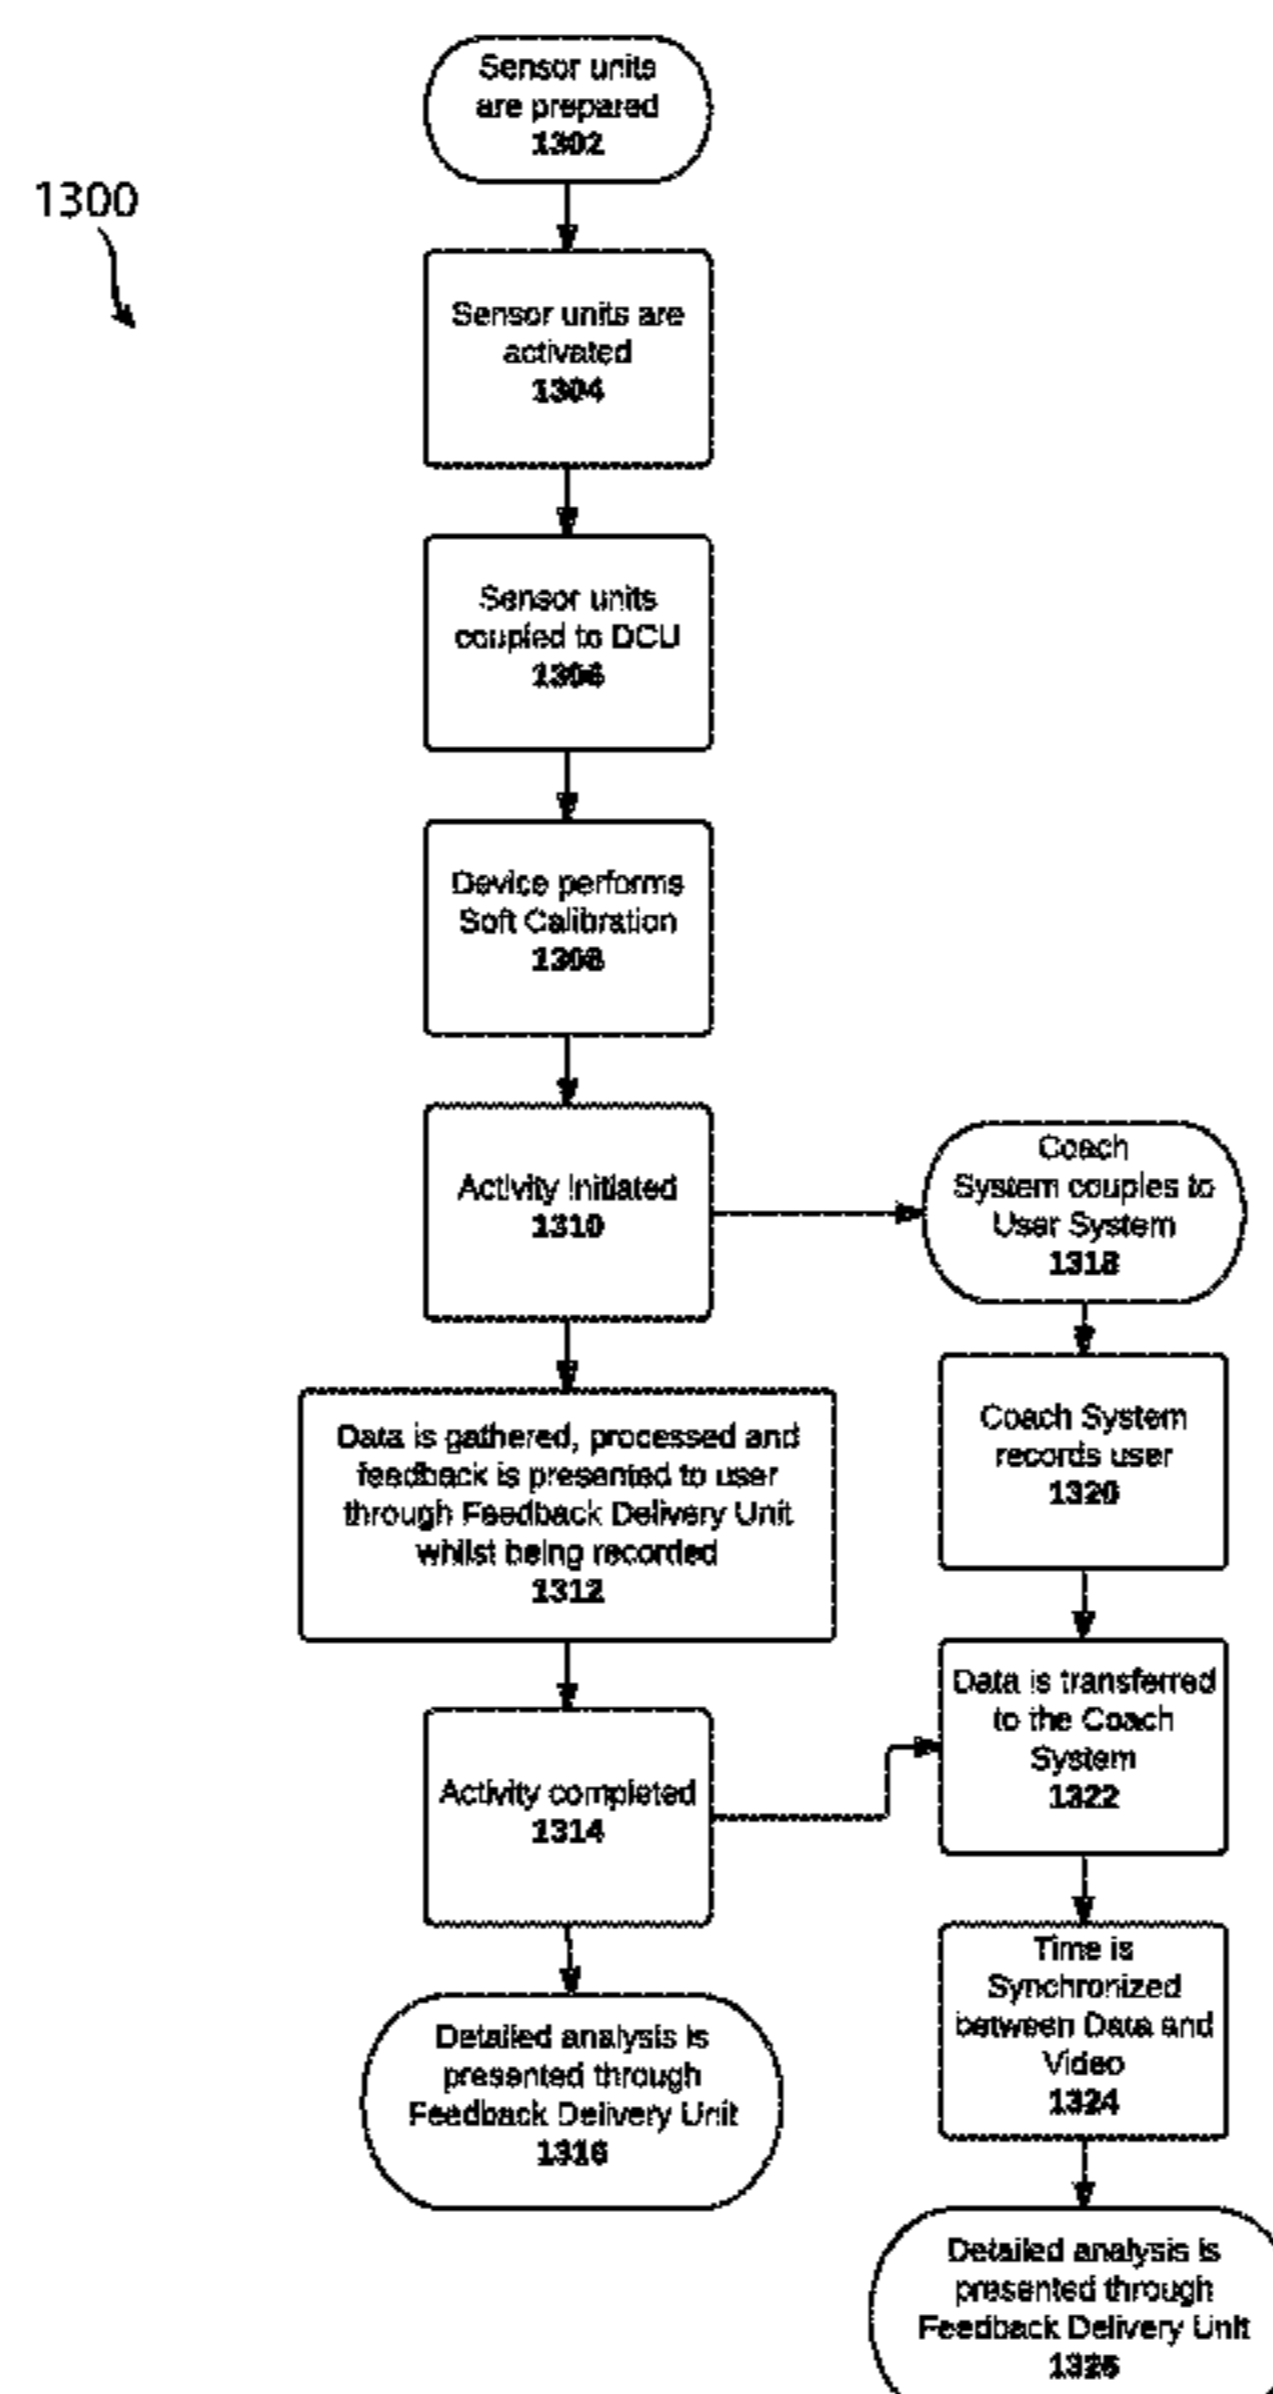 1300
Sensor units
are prepared
1302
Sensor units are
activated
1304
Sensor units
coupled to DCU
1306
Device performs
Soft Calibration
1308
Activity Initiated
1310
Data is gathered, processed and
feedback is presented to user
through Feedback Delivery Unit
whilst being recorded
1312
Activity completed
1314
Detailed analysis is
presented through
Feedback Delivery Unit
1316
Coach
System couples to
User System
1318
Coach System
records user
1320
Data is transferred
to the Coach
System
1322
Time is
Synchronized
between Data and
Video
1324
Detailed analysis is
presented through
Feedback Delivery Unit
1326